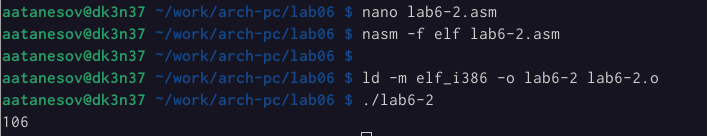 aatanesov@dk3n37 ~/work/arch-pc/lab06 $ nano lab6-2.asm
aatanesov@dk3n37 ~/work/arch-pc/lab06 $ nasm -f elf lab6-2.asm
aatanesov@dk3n37 ~/work/arch-pc/lab06 $
aatanesov@dk3n37 ~/work/arch-pc/lab06 $ ld -m elf_i386 -o lab6-2 lab6-2.o
aatanesov@dk3n37 ~/work/arch-pc/lab06 $ ./lab6-2
106